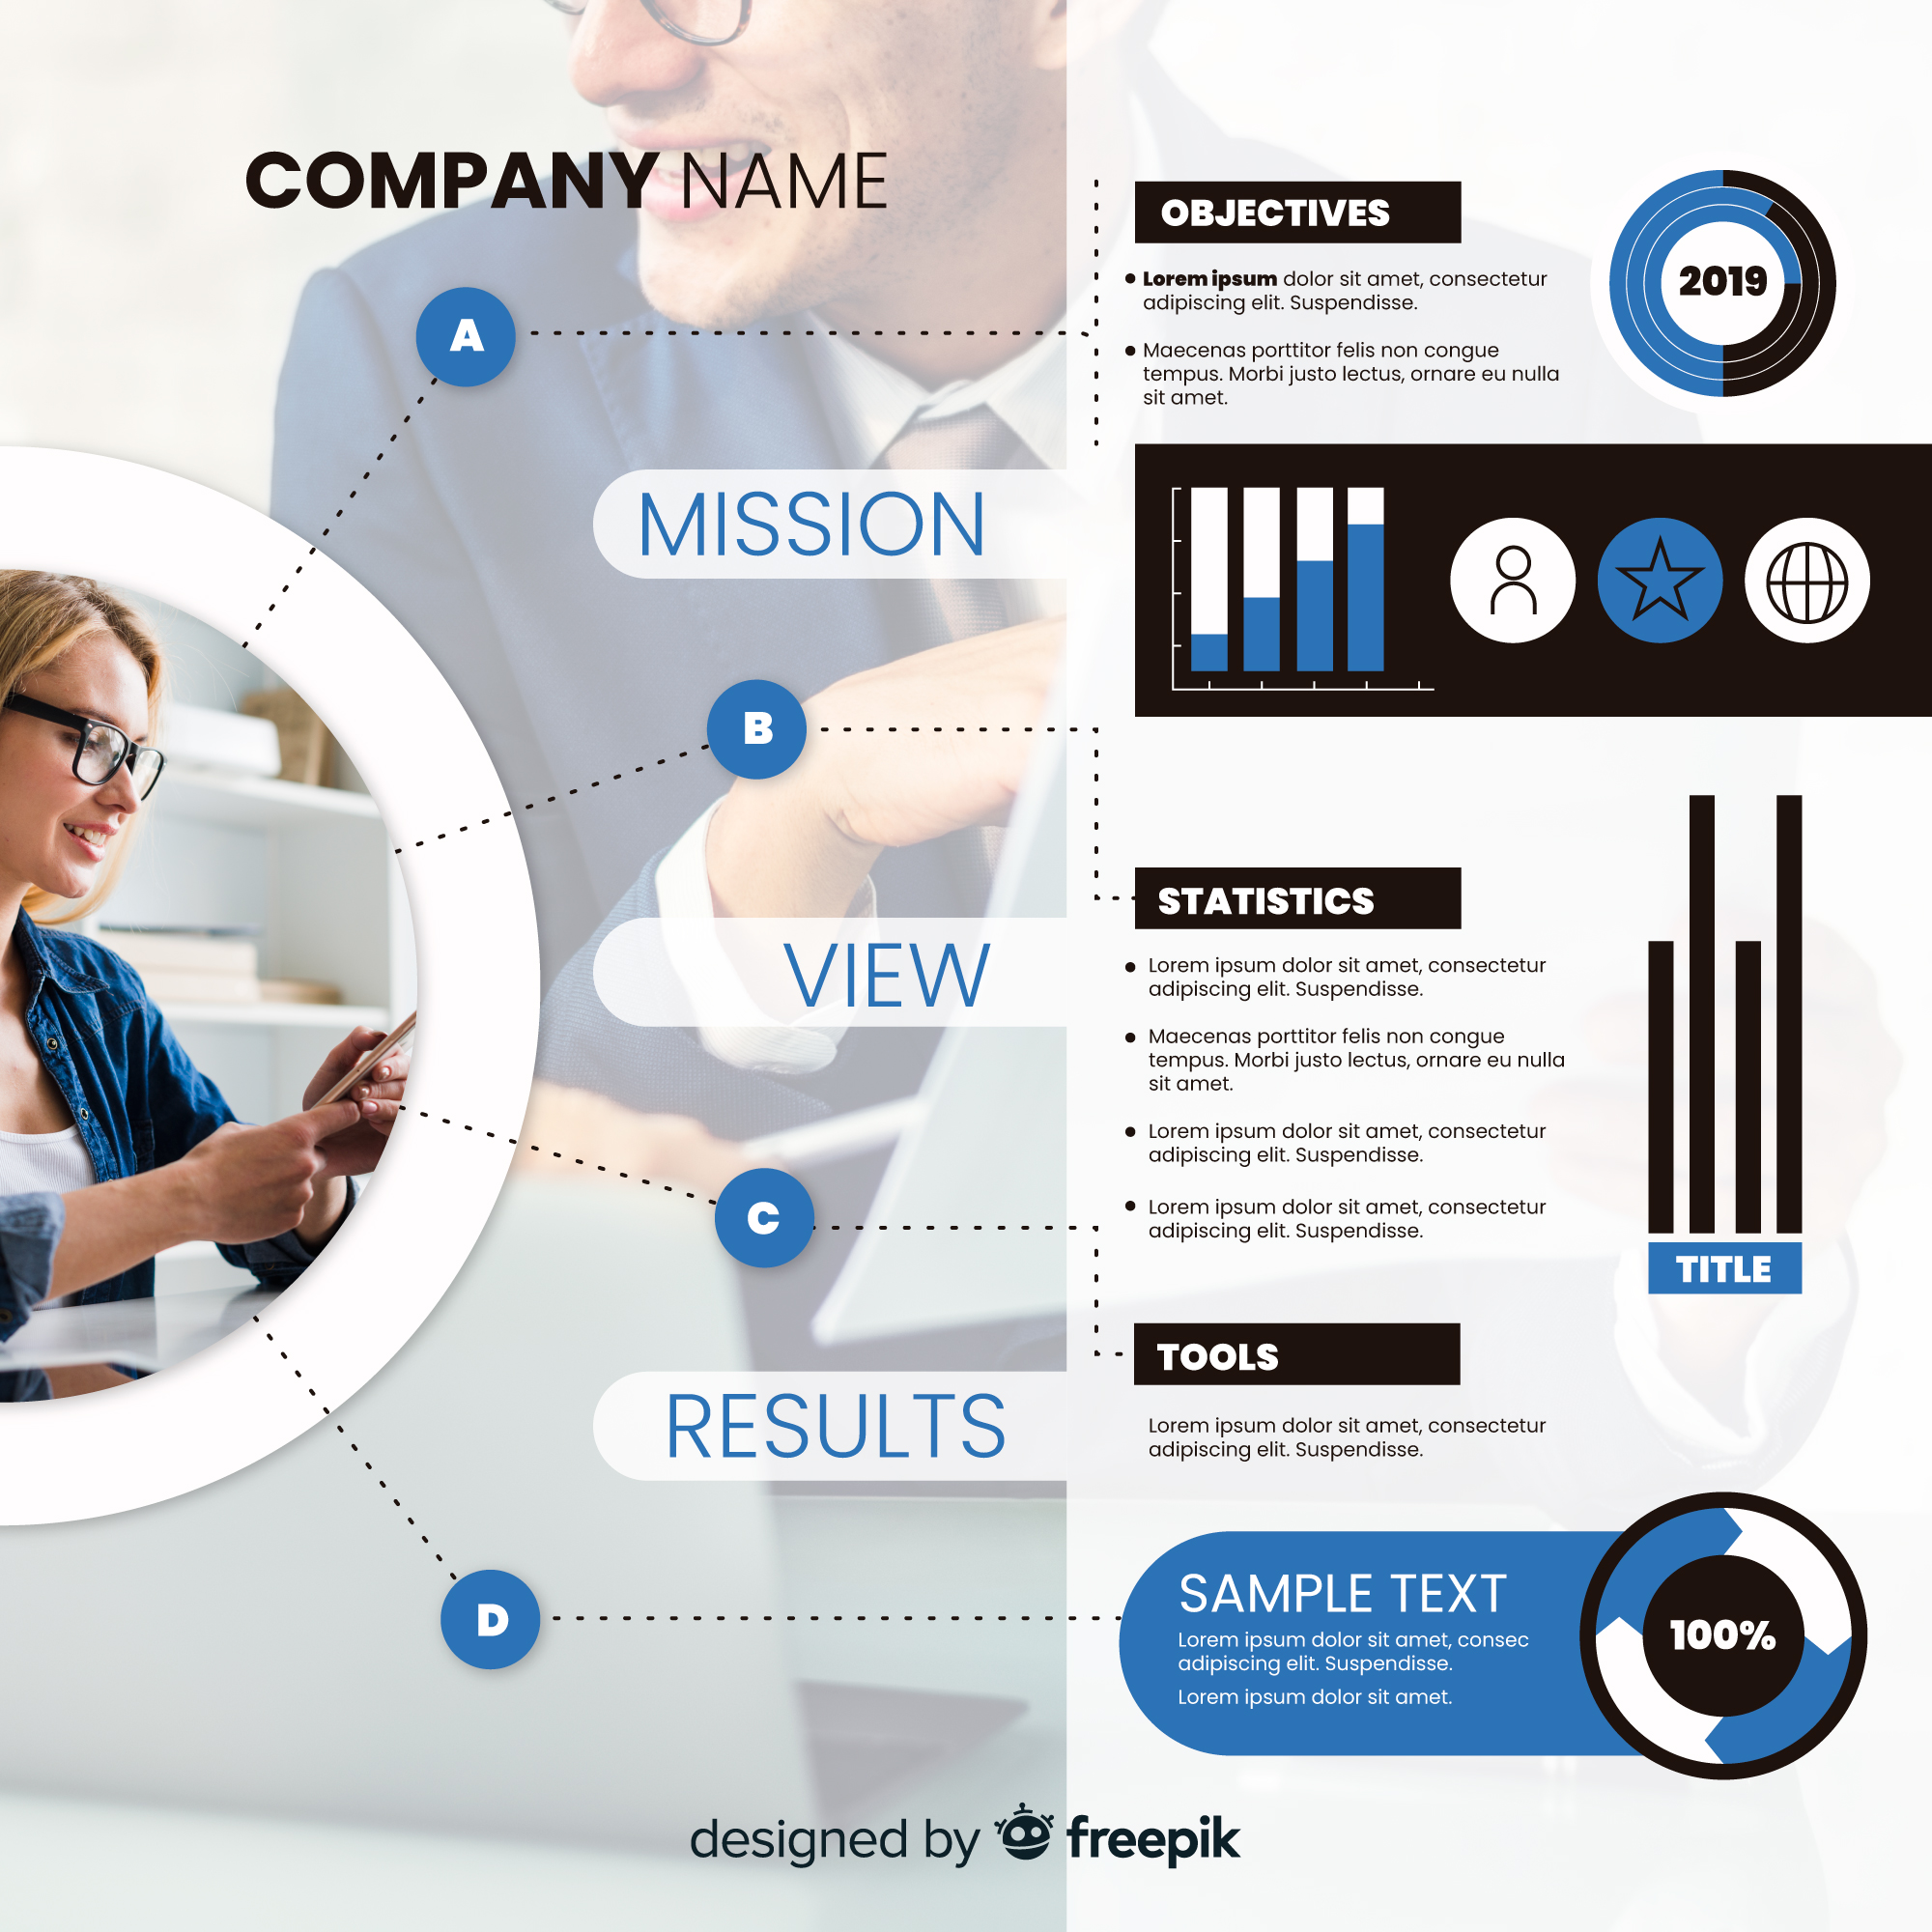 COMPANY NAME
A
MISSION
B
VIEW
C
RESULTS
D
OBJECTIVES
• Lorem ipsum dolor sit amet, consectetur
adipiscing elit. Suspendisse.
• Maecenas porttitor felis non congue
tempus. Morbi justo lectus, ornare eu nulla
sit amet.
2019
STATISTICS
• Lorem ipsum dolor sit amet, consectetur
adipiscing elit. Suspendisse.
• Maecenas porttitor felis non congue
tempus. Morbi justo lectus, ornare eu nulla
sit amet.
• Lorem ipsum dolor sit amet, consectetur
adipiscing elit. Suspendisse.
• Lorem ipsum dolor sit amet, consectetur
adipiscing elit. Suspendisse.
TITLE
TOOLS
Lorem ipsum dolor sit amet, consectetur
adipiscing elit. Suspendisse.
SAMPLE TEXT
Lorem ipsum dolor sit amet, consec
adipiscing elit. Suspendisse.
Lorem ipsum dolor sit amet.
100%
designed by freepik